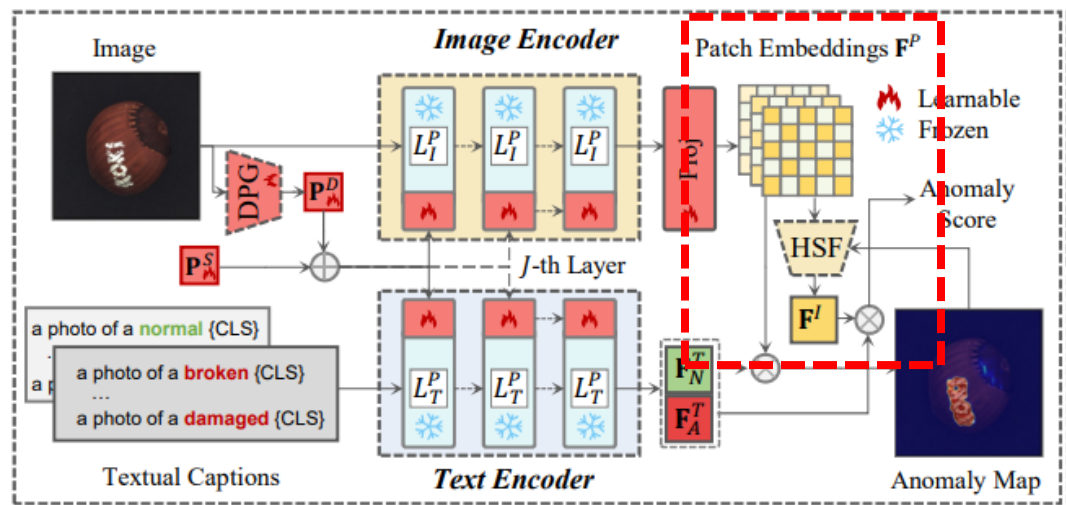 Image
Image Encoder
Patch Embeddings F^P
Learnable
Frozen
L_I^P
L_I^P
L_I^P
Proj
DPG
P^D
P^S
J-th Layer
HSF
Anomaly
Score
F^I
a photo of a normal {CLS}
..
a p
a photo of a broken {CLS}
...
a photo of a damaged {CLS}
L_T^P
L_T^P
L_T^P
F_N^T
F_A^T
Textual Captions
Text Encoder
Anomaly Map